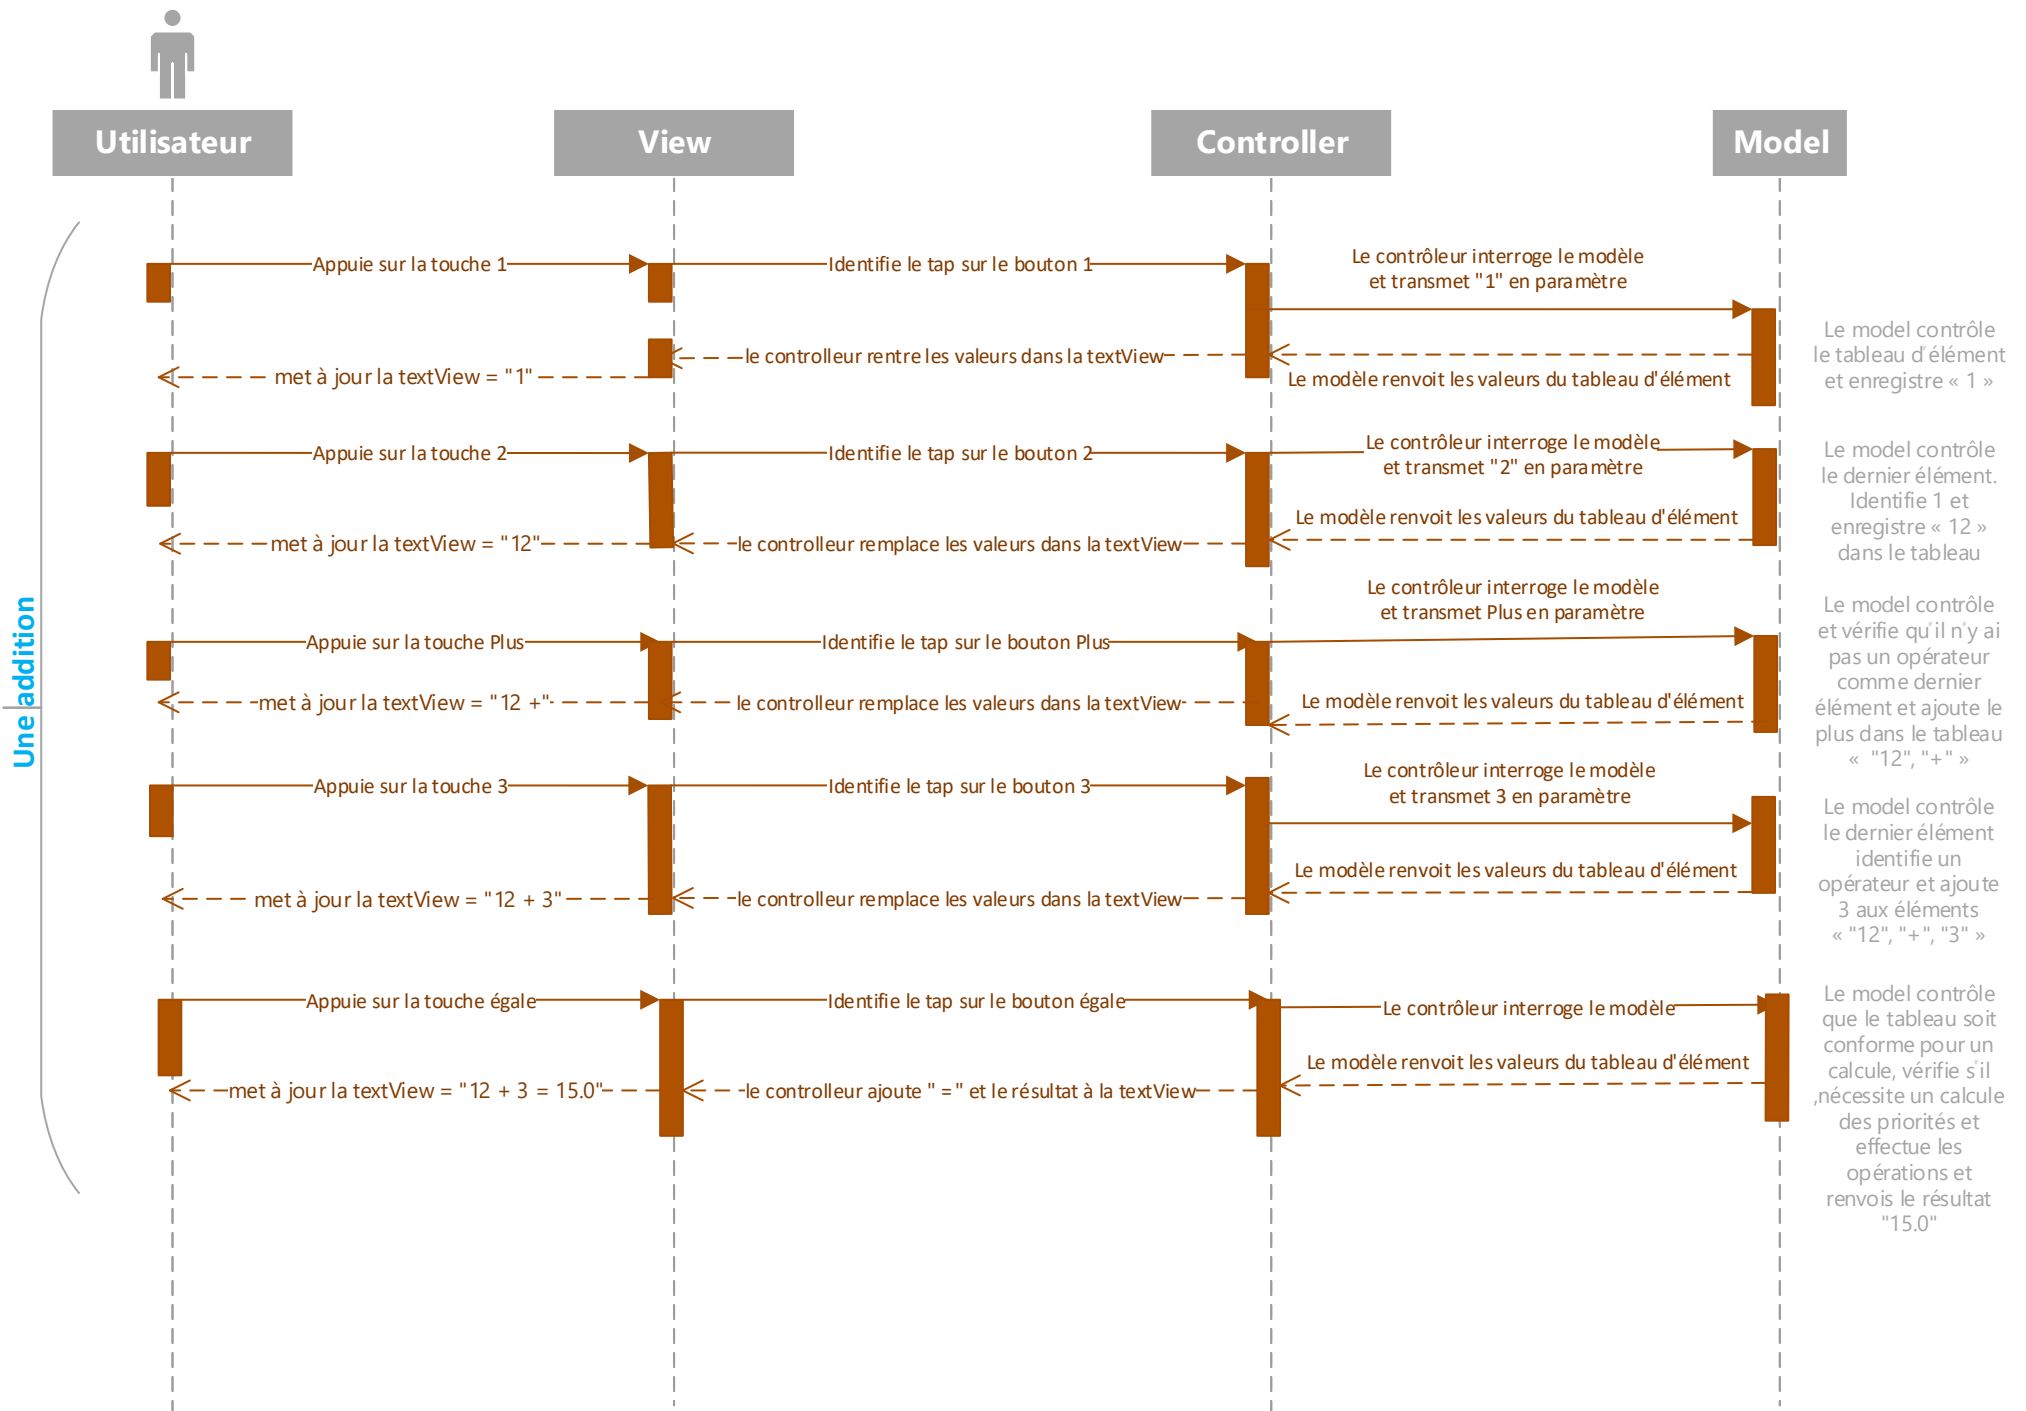 Utilisateur
View
Controller
Model
Une addition
Appuie sur la touche 1
Identifie le tap sur le bouton 1
Le contrôleur interroge le modèle
et transmet "1" en paramètre
le controlleur rentre les valeurs dans la textView
met à jour la textView = "1"
Le modèle renvoit les valeurs du tableau d'élément
Le model contrôle
le tableau d'élément
et enregistre « 1 »
Appuie sur la touche 2
Identifie le tap sur le bouton 2
Le contrôleur interroge le modèle
et transmet "2" en paramètre
Le modèle renvoit les valeurs du tableau d'élément
met à jour la textView = "12"
le controlleur remplace les valeurs dans la textView
Le model contrôle
le dernier élément.
Identifie 1 et
enregistre « 12 »
dans le tableau
Le contrôleur interroge le modèle
et transmet Plus en paramètre
Appuie sur la touche Plus
Identifie le tap sur le bouton Plus
met à jour la textView = "12 +"
le controlleur remplace les valeurs dans la textView
Le modèle renvoit les valeurs du tableau d'élément
Le model contrôle
et vérifie qu'il n'y ai
pas un opérateur
comme dernier
élément et ajoute le
plus dans le tableau
« "12", "+" »
Appuie sur la touche 3
Identifie le tap sur le bouton 3
Le contrôleur interroge le modèle
et transmet 3 en paramètre
Le modèle renvoit les valeurs du tableau d'élément
met à jour la textView = "12 + 3"
le controlleur remplace les valeurs dans la textView
Le model contrôle
le dernier élément
identifie un
opérateur et ajoute
3 aux éléments
« "12", "+", "3" »
Appuie sur la touche égale
Identifie le tap sur le bouton égale
Le contrôleur interroge le modèle
Le modèle renvoit les valeurs du tableau d'élément
met à jour la textView = "12 + 3 = 15.0"
le controlleur ajoute " =" et le résultat à la textView
Le model contrôle
que le tableau soit
conforme pour un
calcule, vérifie s'il
,nécessite un calcule
des priorités et
effectue les
opérations et
renvois le résultat
"15.0"